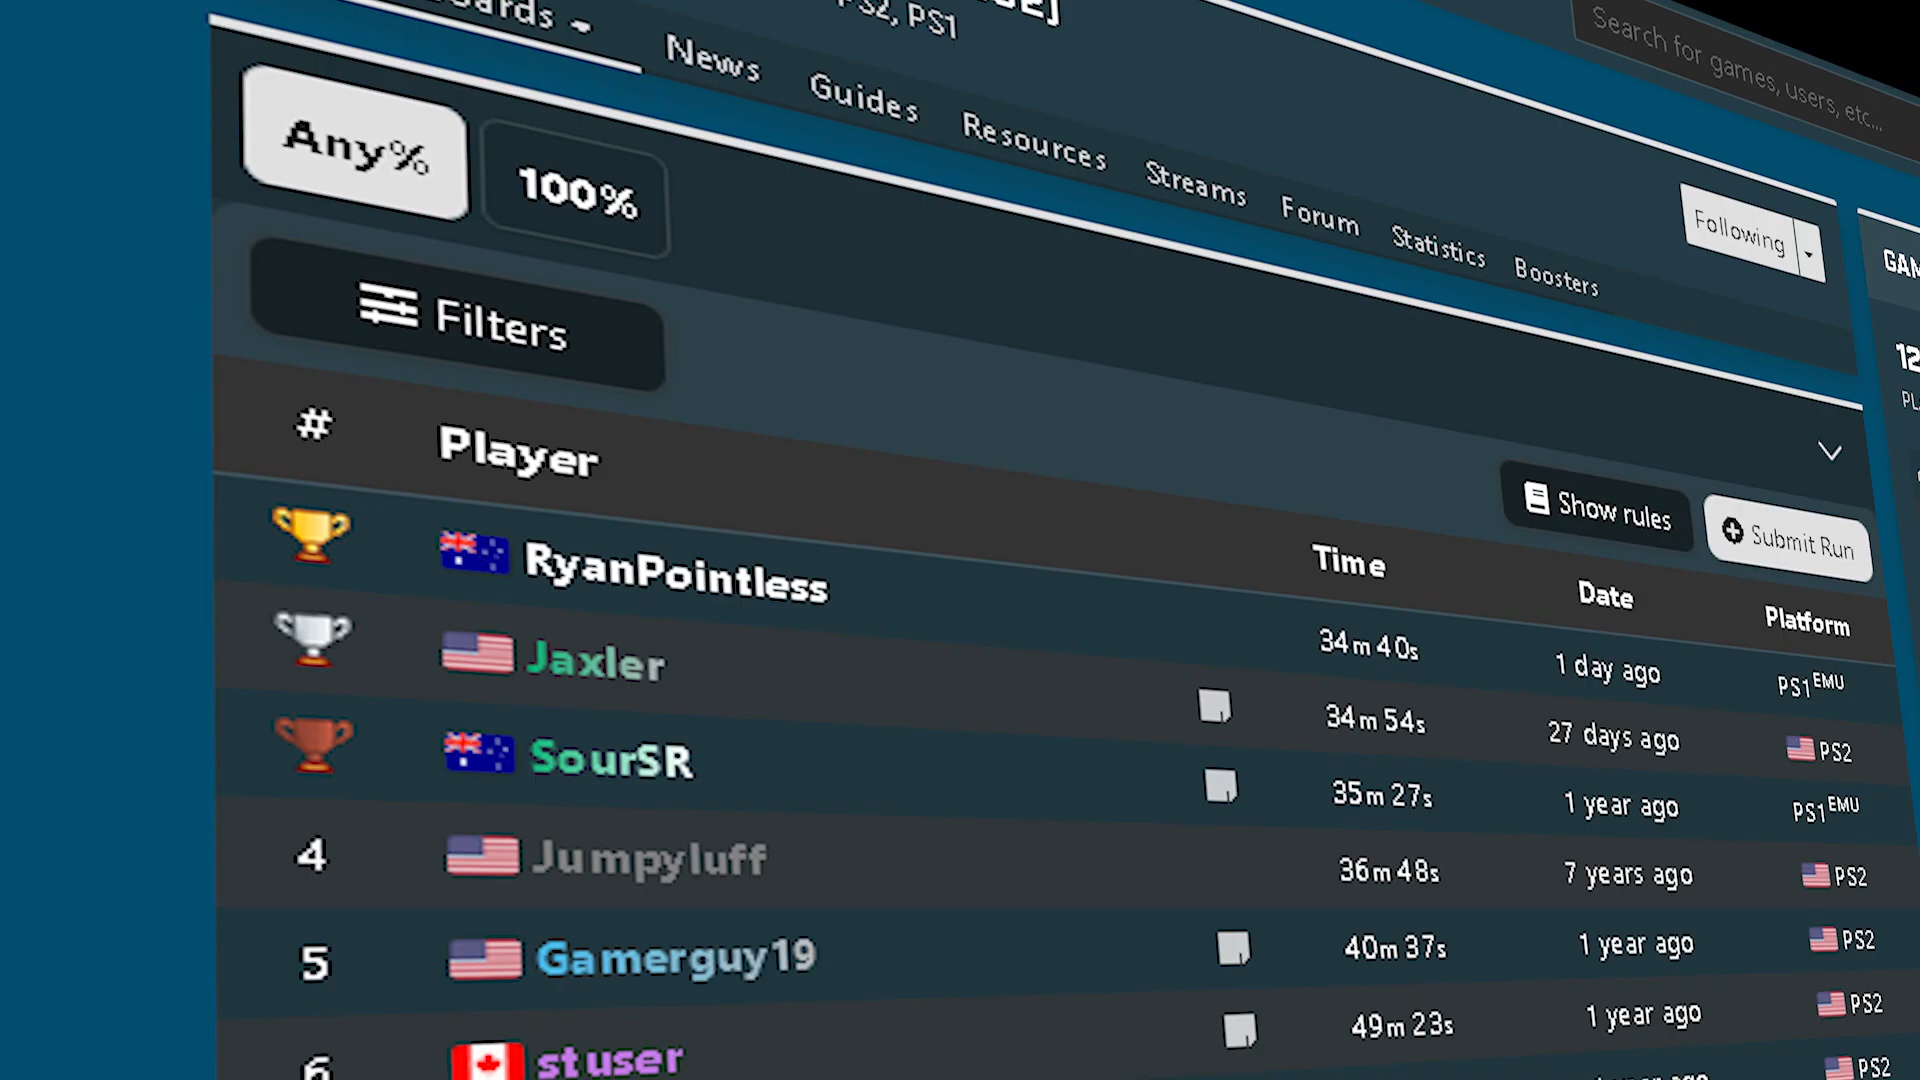 PS2, PS1
Search for games, users, etc...
News
Guides
Resources
Streams
Forum
Statistics
Boosters
Following
Any%
100%
Filters
Show rules
Submit Run
#
Player
Time
Date
Platform
RyanPointless
34m 40s
1 day ago
PS1EMU
Jaxler
34m 54s
27 days ago
PS2
SourSR
35m 27s
1 year ago
PS1EMU
4
Jumpyluff
36m 48s
7 years ago
PS2
5
Gamerguy19
40m 37s
1 year ago
PS2
6
stuser
49m 23s
1 year ago
PS2
PS2